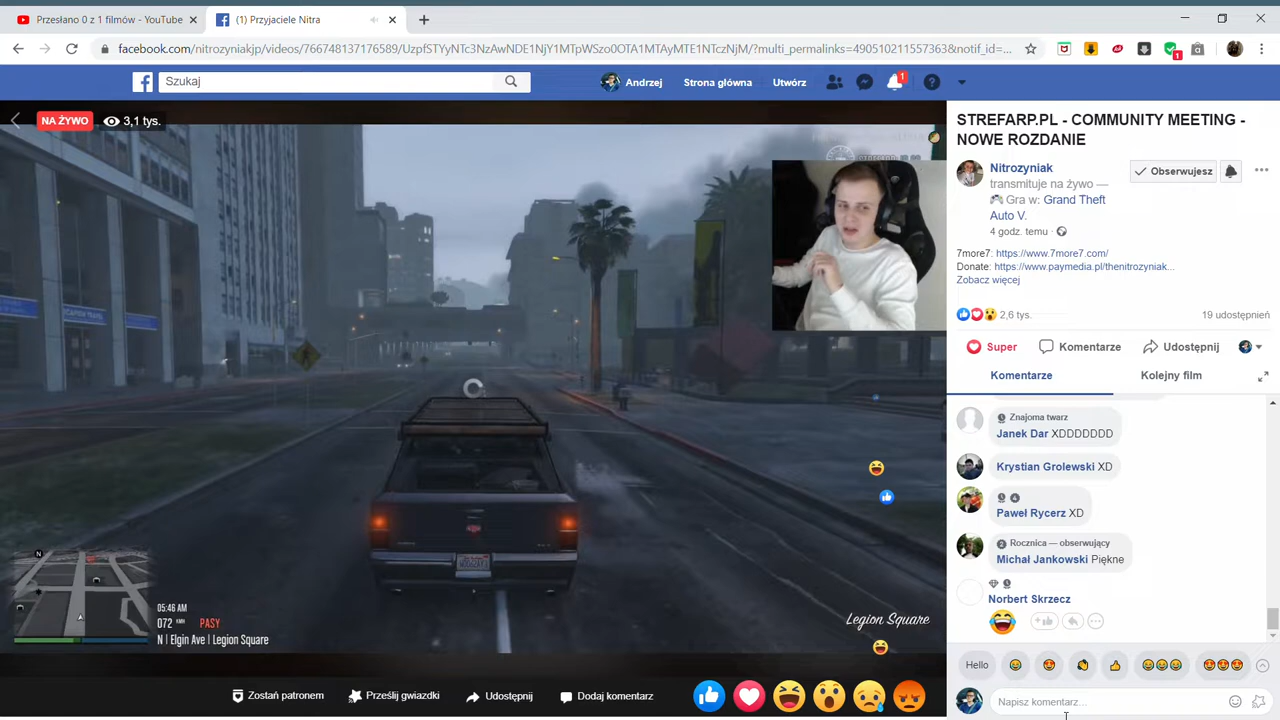 Przesłano 0 z 1 filmów - YouTube
(1) Przyjaciele Nitra
facebook.com/nitrozyniakjp/videos/766748137176589/UzpfSTYyNTc3NzAwNDE1NjY1MTpWSzo0OTA1MTAyMTE1NTczNjM/?multi_permalinks=490510211557363&notif_id=...
1
Szukaj
Andrzej
Strona główna
Utwórz
1
NA ŻYWO
3,1 tys.
05:46 AM
072 KMH PASY
N | Elgin Ave | Legion Square
N
Legion Square
Zostań patronem
Prześlij gwiazdki
Udostępnij
Dodaj komentarz
STREFARP.PL - COMMUNITY MEETING -
NOWE ROZDANIE
Nitrozyniak
transmituje na żywo —
Gra w: Grand Theft
Auto V.
4 godz. temu ·
Obserwujesz
7more7: https://www.7more7.com/
Donate: https://www.paymedia.pl/thenitrozyniak...
Zobacz więcej
2,6 tys.
19 udostępnień
Super
Komentarze
Udostępnij
Komentarze
Kolejny film
Znajoma twarz
Janek Dar XDDDDDDD
Krystian Grolewski XD
Paweł Rycerz XD
2 Rocznica — obserwujący
Michał Jankowski Piękne
Norbert Skrzecz
Hello
Napisz komentarz...